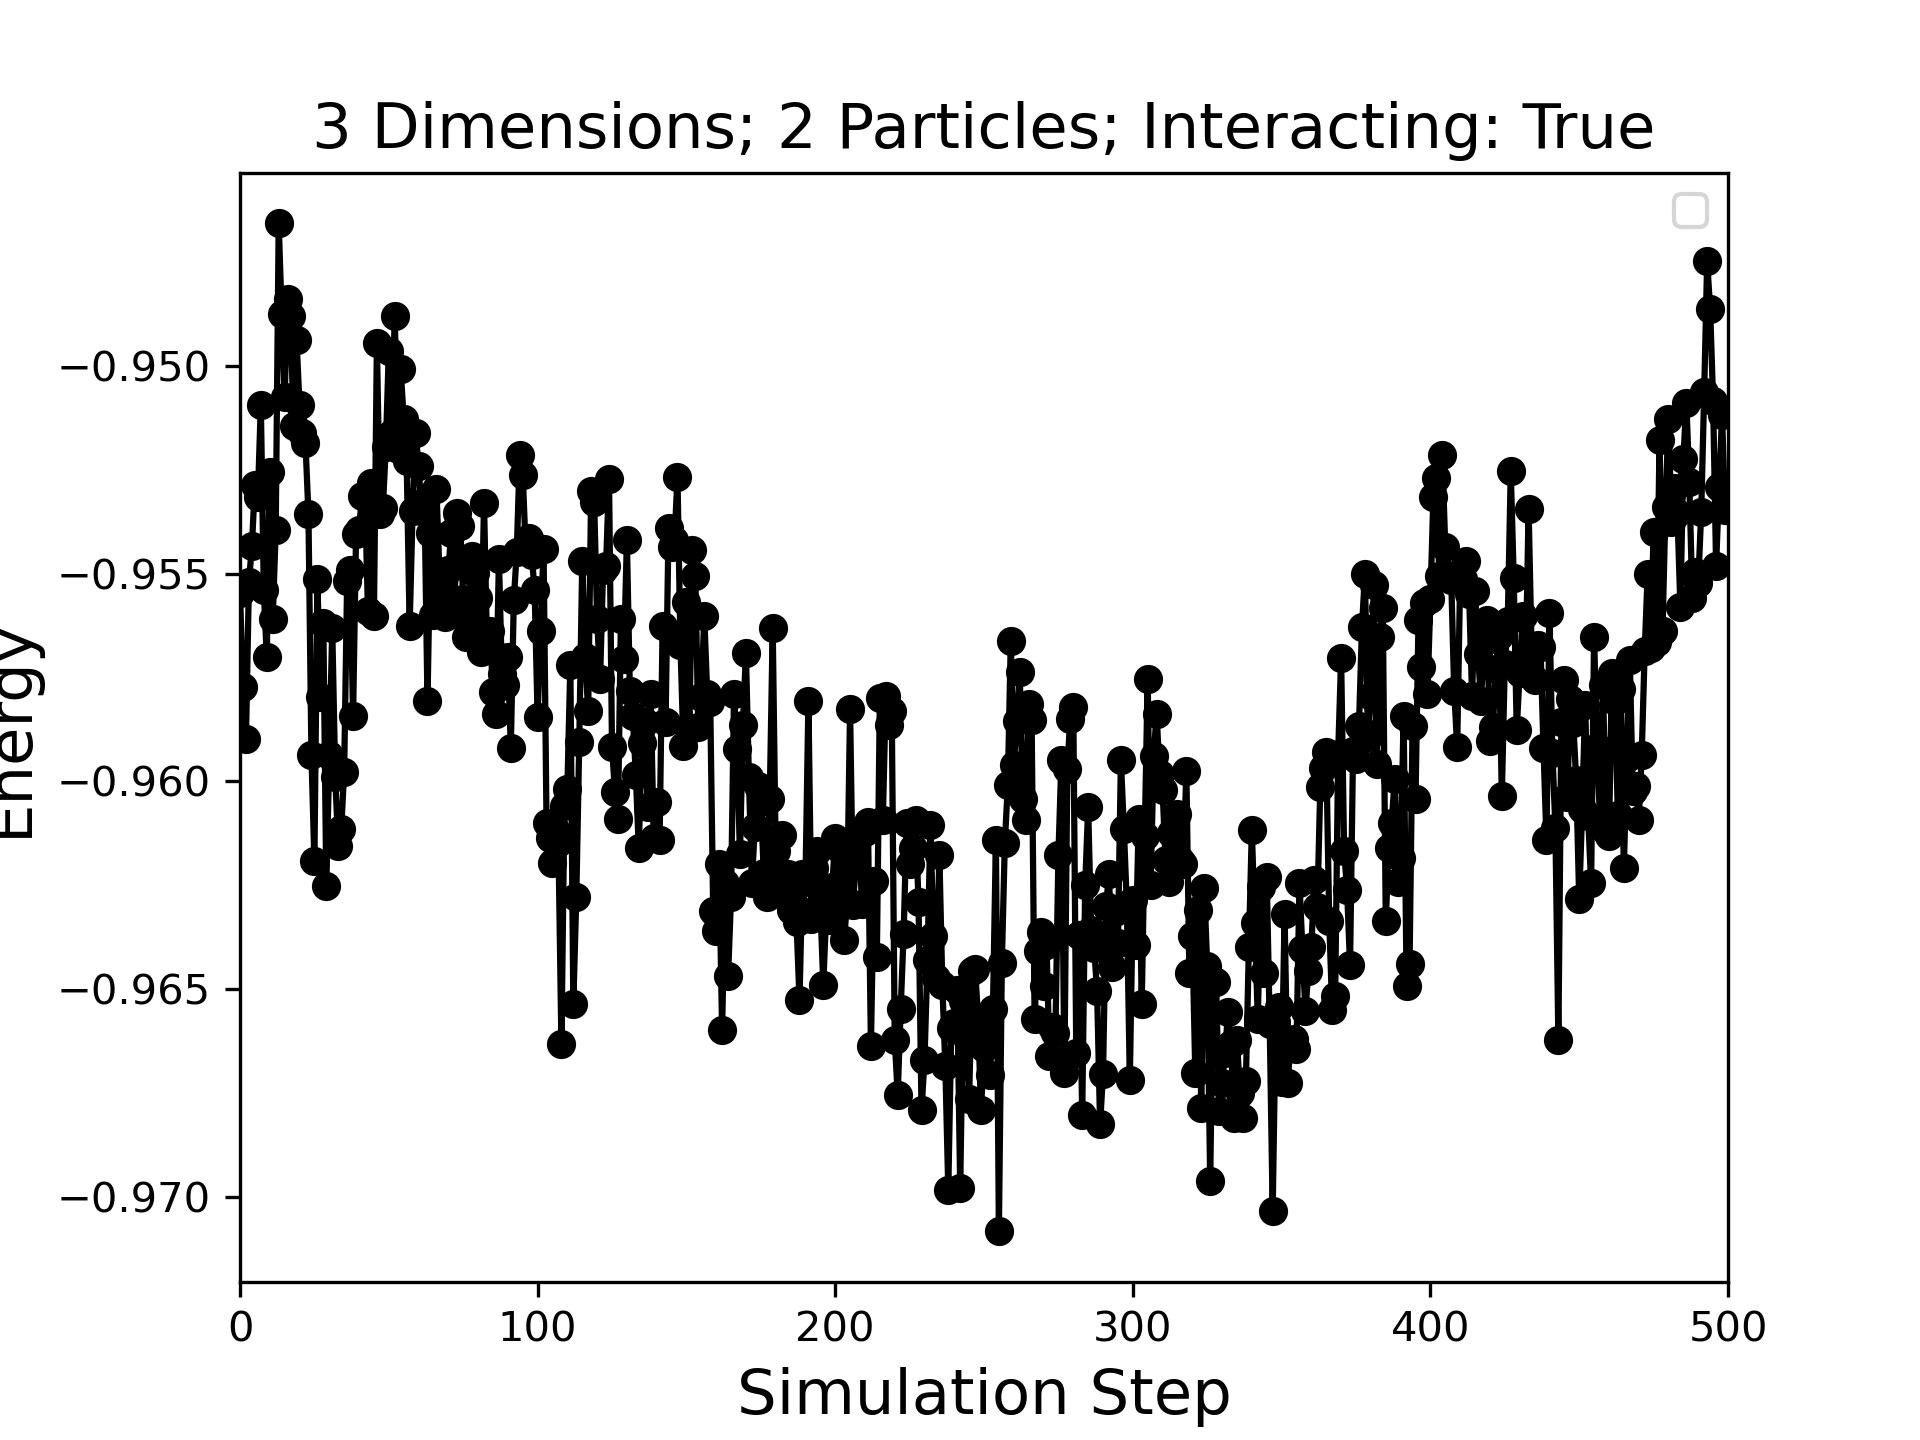 3 Dimensions; 2 Particles; Interacting: True
Energy
−0.950
−0.955
−0.960
−0.965
−0.970
0 100 200 300 400 500
Simulation Step